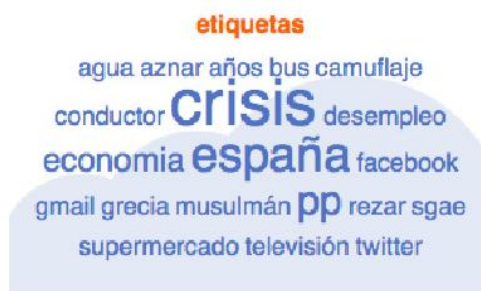 etiquetas
agua aznar años bus camuflaje
conductor crisis desempleo
economia españa facebook
gmail grecia musulmán pp rezar sgae
supermercado televisión twitter